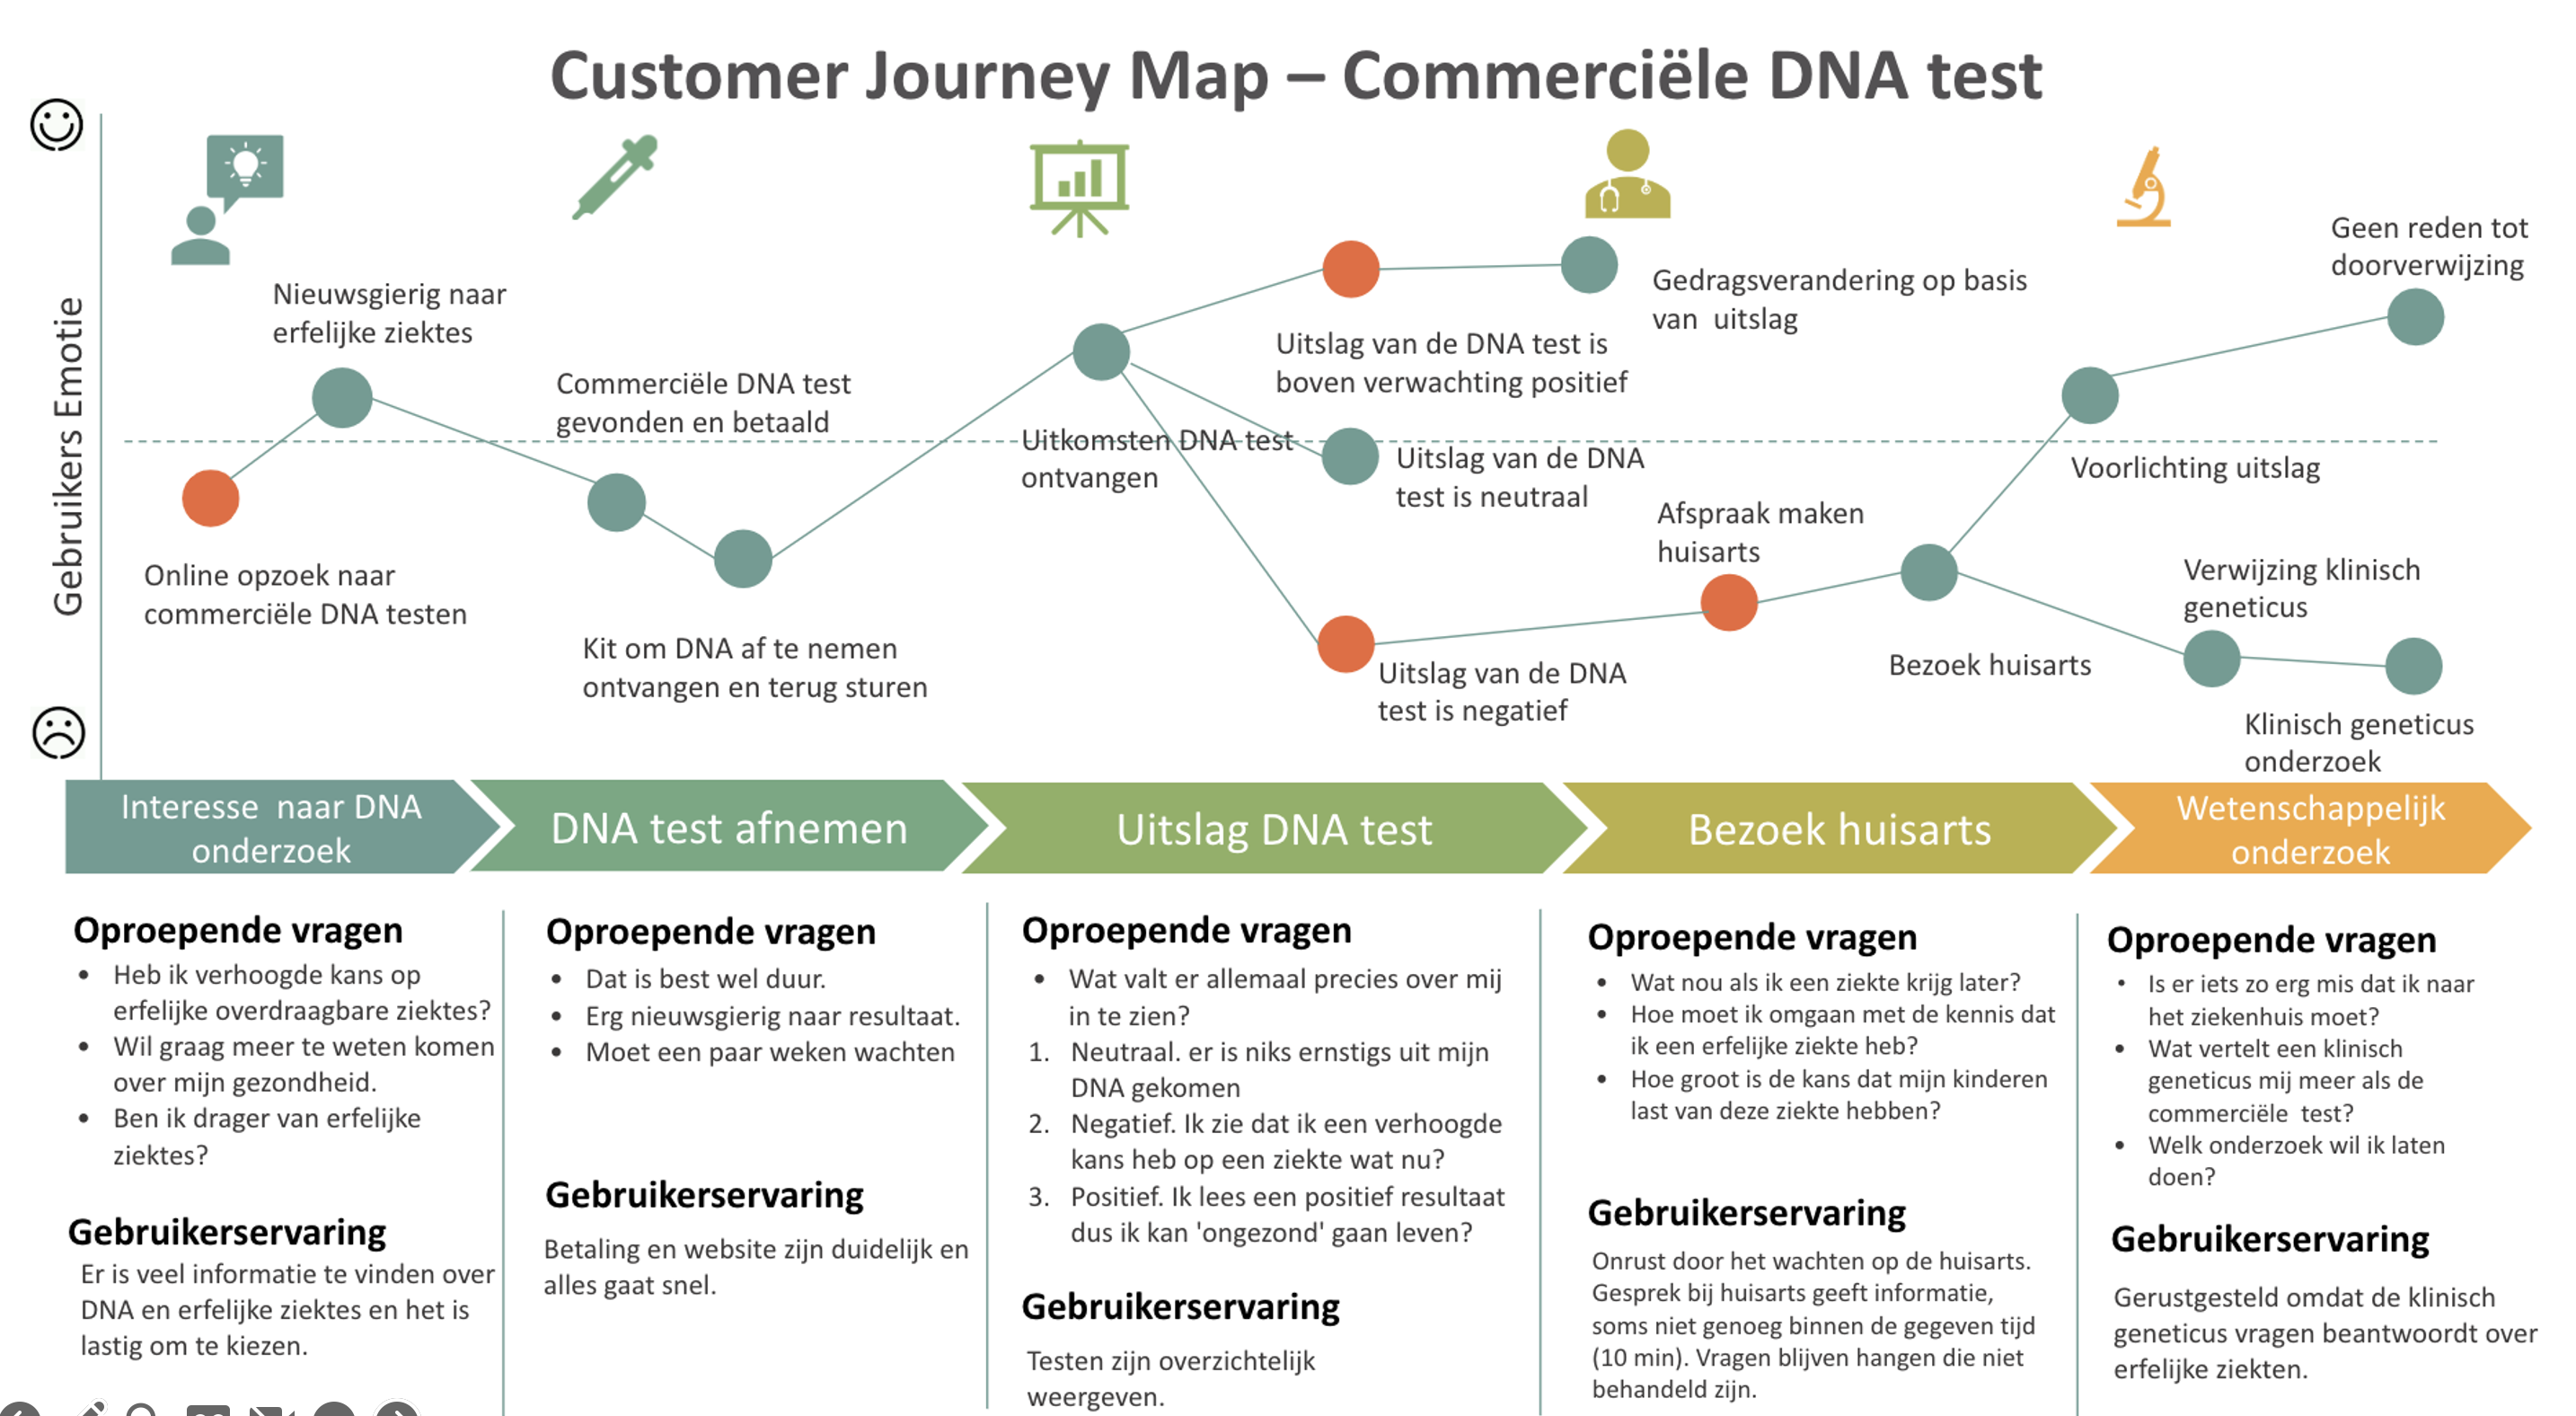 Customer Journey Map – Commerciële DNA test
Gebruikers Emotie
Nieuwsgierig naar
erfelijke ziektes
Online opzoek naar
commerciële DNA testen
Commerciële DNA test
gevonden en betaald
Kit om DNA af te nemen
ontvangen en terug sturen
Uitkomsten DNA test
ontvangen
Uitslag van de DNA test is
boven verwachting positief
Gedragsverandering op basis
van  uitslag
Uitslag van de DNA
test is neutraal
Uitslag van de DNA
test is negatief
Afspraak maken
huisarts
Bezoek huisarts
Voorlichting uitslag
Geen reden tot
doorverwijzing
Verwijzing klinisch
geneticus
Klinisch geneticus
onderzoek
Interesse  naar DNA
onderzoek
DNA test afnemen
Uitslag DNA test
Bezoek huisarts
Wetenschappelijk
onderzoek
Oproepende vragen
• Heb ik verhoogde kans op
erfelijke overdraagbare ziektes?
• Wil graag meer te weten komen
over mijn gezondheid.
• Ben ik drager van erfelijke
ziektes?
Gebruikerservaring
Er is veel informatie te vinden over
DNA en erfelijke ziektes en het is
lastig om te kiezen.
Oproepende vragen
• Dat is best wel duur.
• Erg nieuwsgierig naar resultaat.
• Moet een paar weken wachten
Gebruikerservaring
Betaling en website zijn duidelijk en
alles gaat snel.
Oproepende vragen
• Wat valt er allemaal precies over mij
in te zien?
1. Neutraal. er is niks ernstigs uit mijn
DNA gekomen
2. Negatief. Ik zie dat ik een verhoogde
kans heb op een ziekte wat nu?
3. Positief. Ik lees een positief resultaat
dus ik kan 'ongezond' gaan leven?
Gebruikerservaring
Testen zijn overzichtelijk
weergeven.
Oproepende vragen
• Wat nou als ik een ziekte krijg later?
• Hoe moet ik omgaan met de kennis dat
ik een erfelijke ziekte heb?
• Hoe groot is de kans dat mijn kinderen
last van deze ziekte hebben?
Gebruikerservaring
Onrust door het wachten op de huisarts.
Gesprek bij huisarts geeft informatie,
soms niet genoeg binnen de gegeven tijd
(10 min). Vragen blijven hangen die niet
behandeld zijn.
Oproepende vragen
• Is er iets zo erg mis dat ik naar
het ziekenhuis moet?
• Wat vertelt een klinisch
geneticus mij meer als de
commerciële  test?
• Welk onderzoek wil ik laten
doen?
Gebruikerservaring
Gerustgesteld omdat de klinisch
geneticus vragen beantwoordt over
erfelijke ziekten.